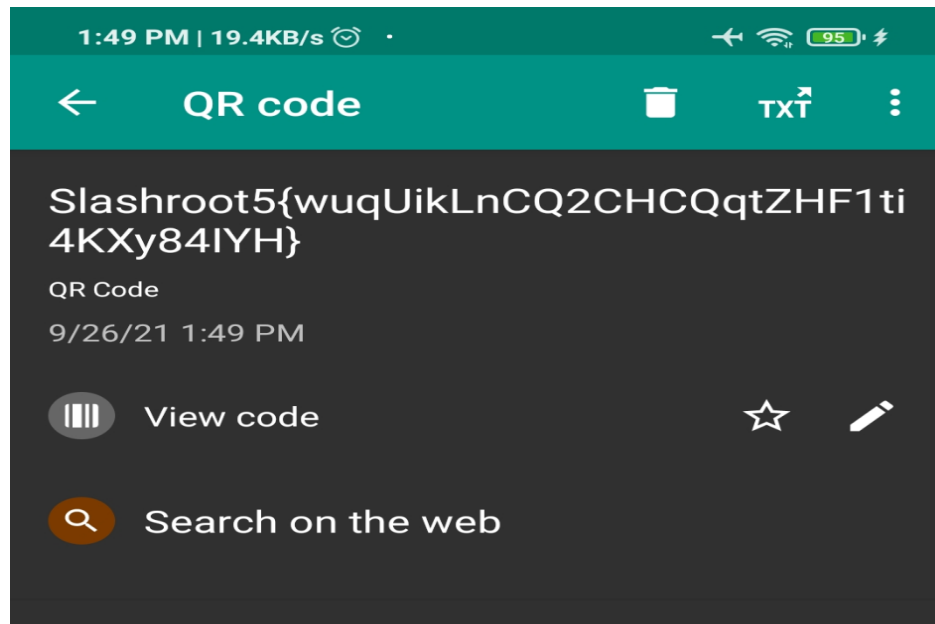 1:49 PM | 19.4KB/s
95
QR code
TXT
Slashroot5{wuqUikLnCQ2CHCQqtZHF1ti
4KXy84IYH}
QR Code
9/26/21 1:49 PM
View code
Search on the web